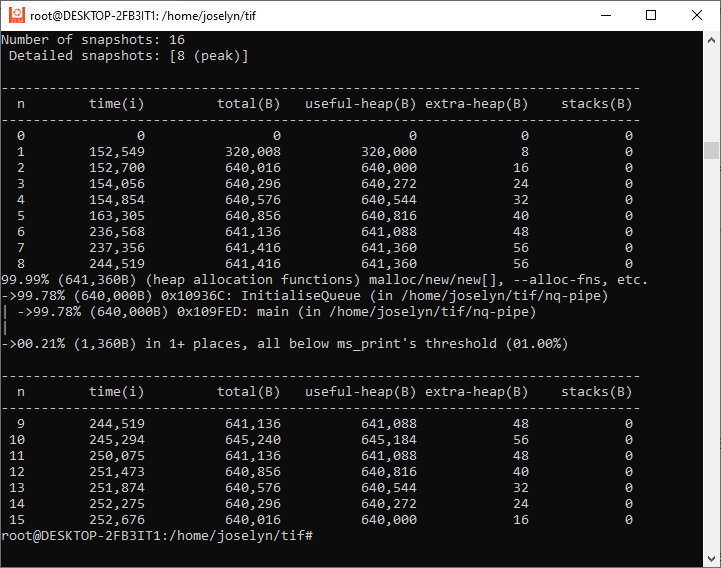 root@DESKTOP-2FB3IT1: /home/joselyn/tif
Number of snapshots: 16
 Detailed snapshots: [8 (peak)]
--------------------------------------------------------------------------------
  n        time(i)         total(B)   useful-heap(B) extra-heap(B)    stacks(B)
--------------------------------------------------------------------------------
  0              0                0                0             0            0
  1        152,549          320,008          320,000             8            0
  2        152,700          640,016          640,000            16            0
  3        154,056          640,296          640,272            24            0
  4        154,854          640,576          640,544            32            0
  5        163,305          640,856          640,816            40            0
  6        236,568          641,136          641,088            48            0
  7        237,356          641,416          641,360            56            0
  8        244,519          641,416          641,360            56            0
99.99% (641,360B) (heap allocation functions) malloc/new/new[], --alloc-fns, etc.
->99.78% (640,000B) 0x10936C: InitialiseQueue (in /home/joselyn/tif/nq-pipe)
| ->99.78% (640,000B) 0x109FED: main (in /home/joselyn/tif/nq-pipe)
|
->00.21% (1,360B) in 1+ places, all below ms_print's threshold (01.00%)
--------------------------------------------------------------------------------
  n        time(i)         total(B)   useful-heap(B) extra-heap(B)    stacks(B)
--------------------------------------------------------------------------------
  9        244,519          641,136          641,088            48            0
 10        245,294          645,240          645,184            56            0
 11        250,075          641,136          641,088            48            0
 12        251,473          640,856          640,816            40            0
 13        251,874          640,576          640,544            32            0
 14        252,275          640,296          640,272            24            0
 15        252,676          640,016          640,000            16            0
root@DESKTOP-2FB3IT1:/home/joselyn/tif#